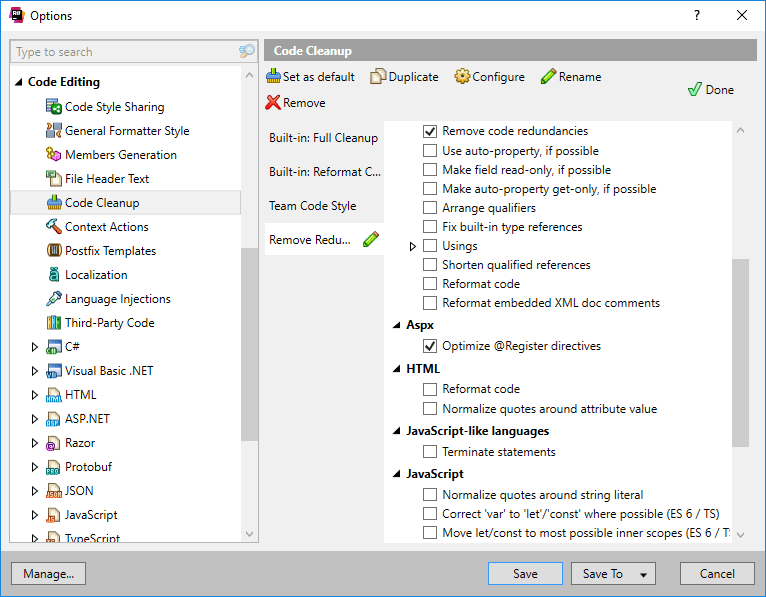 R#
Options
?
Type to search
Code Cleanup
Set as default
Duplicate
Configure
Rename
Remove
Done
Code Editing
Code Style Sharing
General Formatter Style
Members Generation
File Header Text
Code Cleanup
Context Actions
Postfix Templates
Localization
Language Injections
Third-Party Code
C#
Visual Basic .NET
HTML
ASP.NET
Razor
Protobuf
JSON
JavaScript
TypeScript
Built-in: Full Cleanup
Built-in: Reformat C...
Team Code Style
Remove Redu...
Remove code redundancies
Use auto-property, if possible
Make field read-only, if possible
Make auto-property get-only, if possible
Arrange qualifiers
Fix built-in type references
Usings
Shorten qualified references
Reformat code
Reformat embedded XML doc comments
Aspx
Optimize @Register directives
HTML
Reformat code
Normalize quotes around attribute value
JavaScript-like languages
Terminate statements
JavaScript
Normalize quotes around string literal
Correct 'var' to 'let'/'const' where possible (ES 6 / TS)
Move let/const to most possible inner scopes (ES 6 /
Manage...
Save
Save To
Cancel